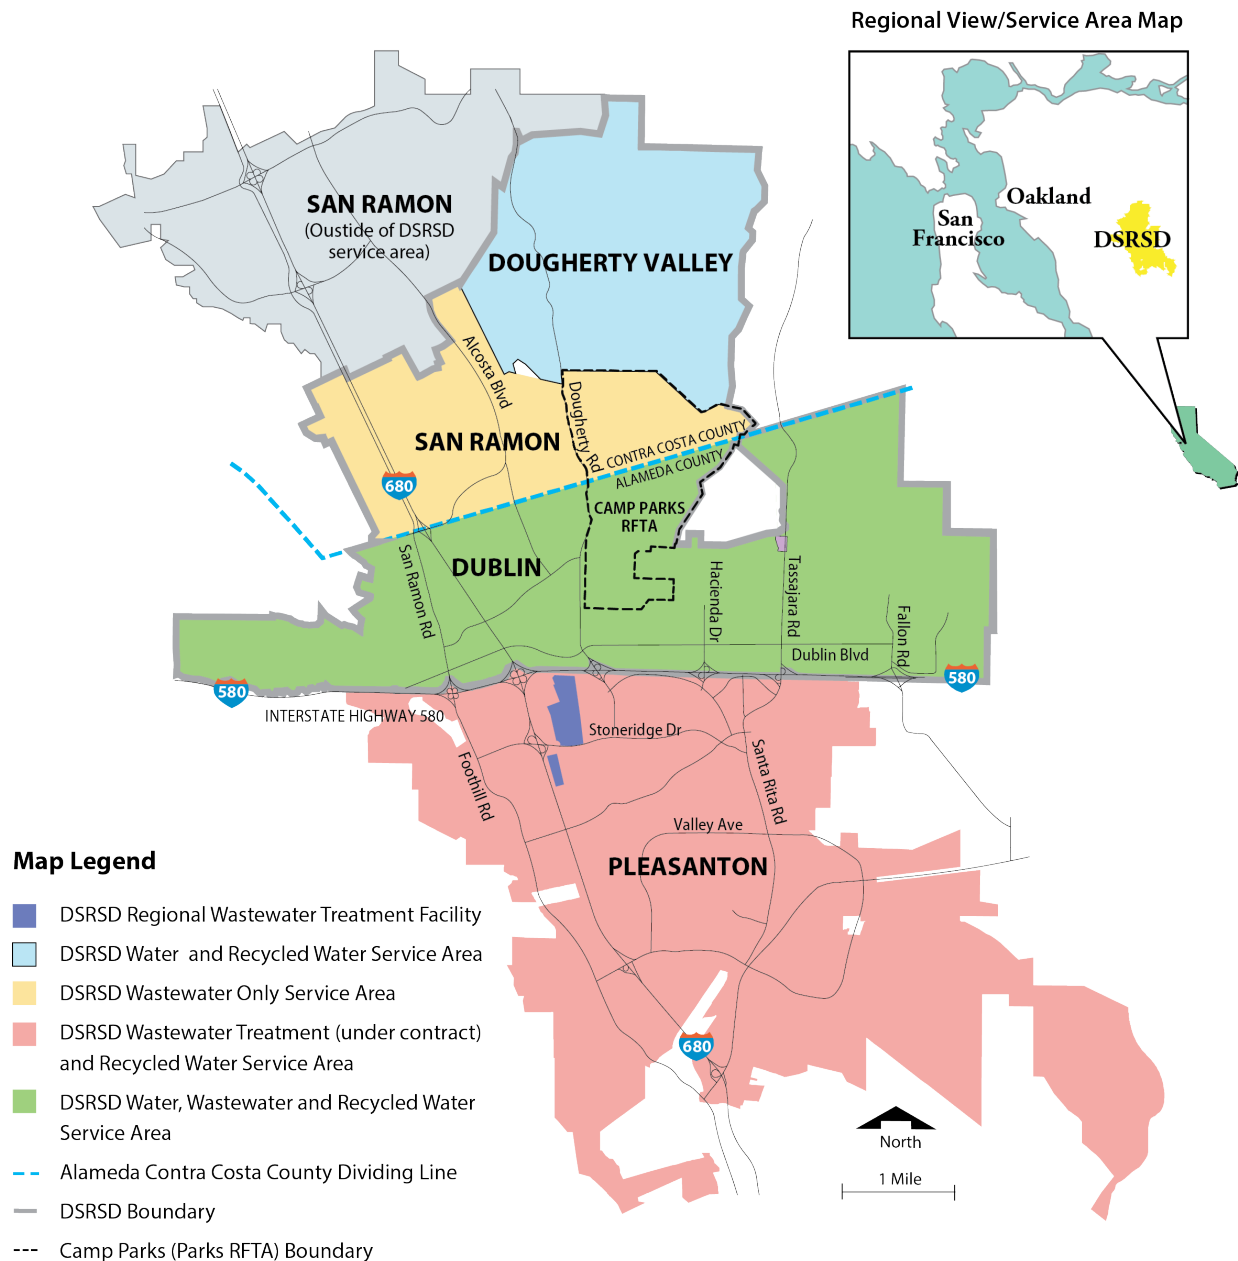 Regional View/Service Area Map
Oakland
San
Francisco
DSRSD
SAN RAMON
(Oustide of DSRSD
service area)
DOUGHERTY VALLEY
Alcosta Blvd
Dougherty Rd
SAN RAMON
CONTRA COSTA COUNTY
ALAMEDA COUNTY
680
CAMP PARKS
RFTA
DUBLIN
San Ramon Rd
Hacienda Dr
Tassajara Rd
Fallon Rd
Dublin Blvd
580
580
INTERSTATE HIGHWAY 580
Stoneridge Dr
Foothill Rd
Santa Rita Rd
Valley Ave
PLEASANTON
680
Map Legend
DSRSD Regional Wastewater Treatment Facility
DSRSD Water  and Recycled Water Service Area
DSRSD Wastewater Only Service Area
DSRSD Wastewater Treatment (under contract)
and Recycled Water Service Area
DSRSD Water, Wastewater and Recycled Water
Service Area
Alameda Contra Costa County Dividing Line
DSRSD Boundary
Camp Parks (Parks RFTA) Boundary
North
1 Mile